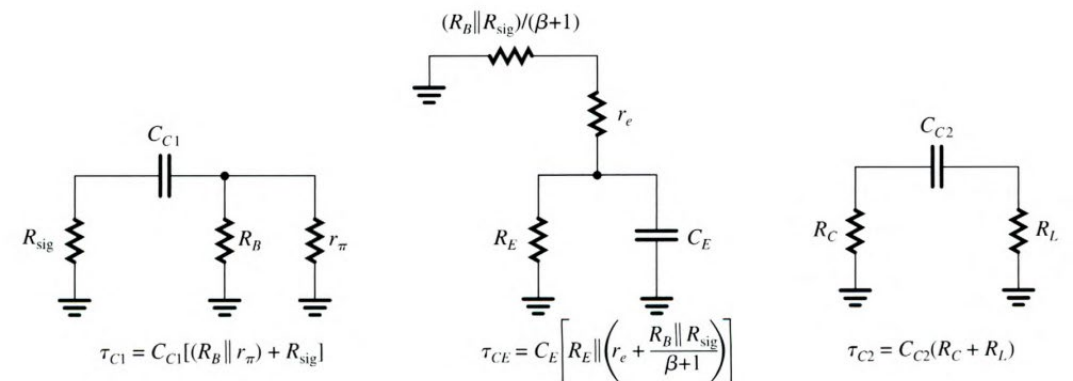 (R_B||R_sig)/(β+1)
r_e
C_C1
R_sig
R_B
r_π
R_E
C_E
C_C2
R_C
R_L
τ_C1 = C_C1[(R_B || r_π) + R_sig]
τ_CE = C_E[R_E||(r_e + (R_B || R_sig)/(β+1))]
τ_C2 = C_C2(R_C + R_L)